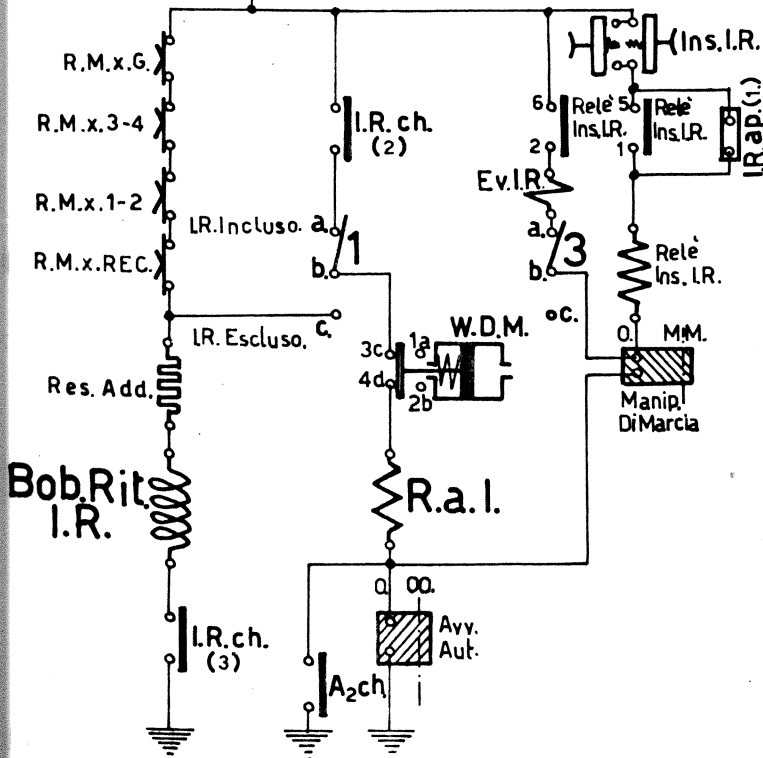 R.M.x.G.
R.M.x.3-4
R.M.x.1-2
R.M.x.REC.
Res. Add.
Bob.Rit.
I.R.
I.R.ch.
(3)
I.R.ch.
(2)
I.R.Incluso.
a.
1
b.
I.R. Escluso.
c.
3c
4d
1a
2b
W.D.M.
R.a.l.
0.
00.
Avv.
Aut.
A2ch
6
2
Relè
Ins.I.R.
Ev.I.R.
a.
3
b.
c.
Ins.I.R.
5
1
Relè
Ins.I.R.
I.R.ap.(1.)
Relè
Ins.I.R.
0.
M.M.
Manip.
Di Marcia